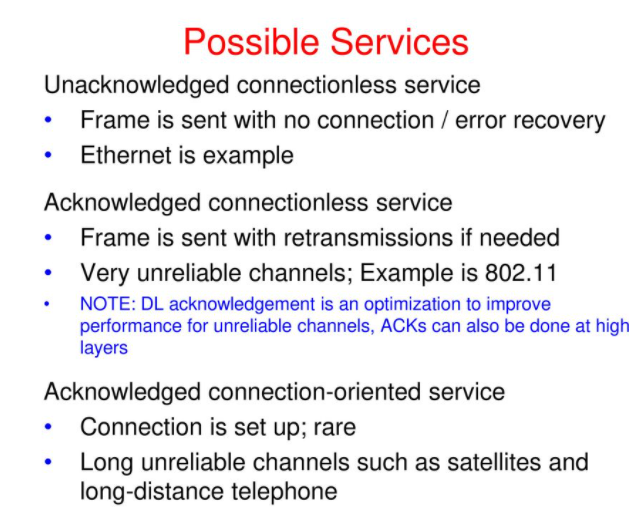 Possible Services
Unacknowledged connectionless service
• Frame is sent with no connection / error recovery
• Ethernet is example
Acknowledged connectionless service
• Frame is sent with retransmissions if needed
• Very unreliable channels; Example is 802.11
• NOTE: DL acknowledgement is an optimization to improve
performance for unreliable channels, ACKs can also be done at high
layers
Acknowledged connection-oriented service
• Connection is set up; rare
• Long unreliable channels such as satellites and
long-distance telephone